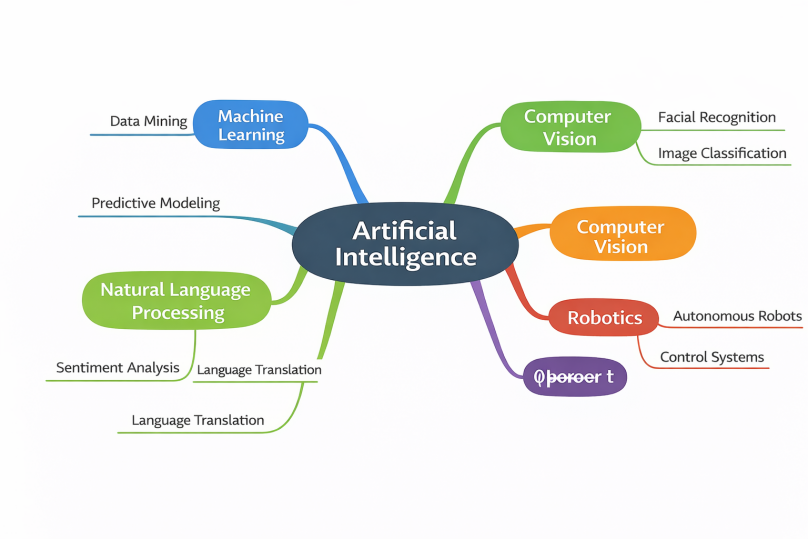 Artificial
Intelligence
Machine
Learning
Data Mining
Predictive Modeling
Natural Language
Processing
Sentiment Analysis
Language Translation
Language Translation
Computer
Vision
Facial Recognition
Image Classification
Computer
Vision
Robotics
Autonomous Robots
Control Systems